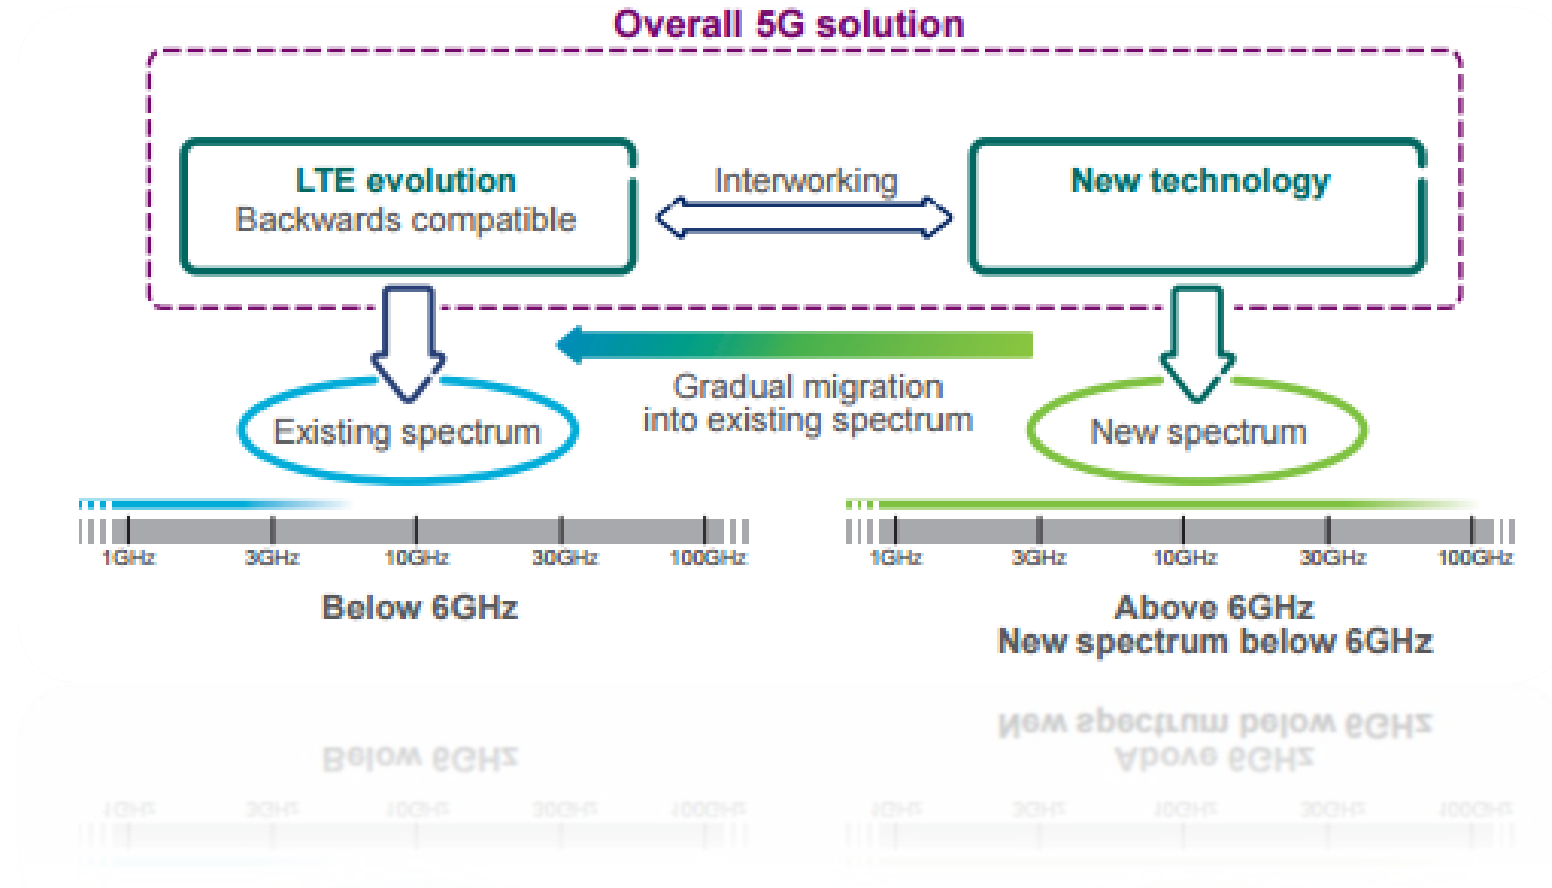 Overall 5G solution
LTE evolution
Backwards compatible
Interworking
New technology
Gradual migration
into existing spectrum
Existing spectrum
New spectrum
1GHz 3GHz 10GHz 30GHz 100GHz
1GHz 3GHz 10GHz 30GHz 100GHz
Below 6GHz
Above 6GHz
New spectrum below 6GHz